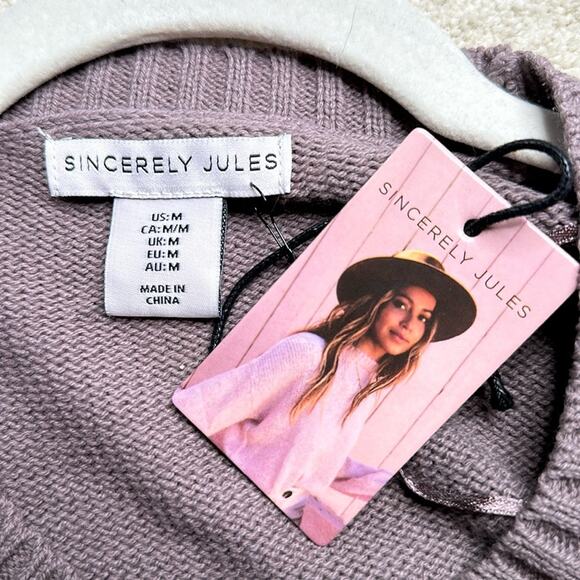 SINCERELY JULES
US: M
CA: M/M
UK: M
EU: M
AU: M
MADE IN
CHINA
SINCERELY JULES